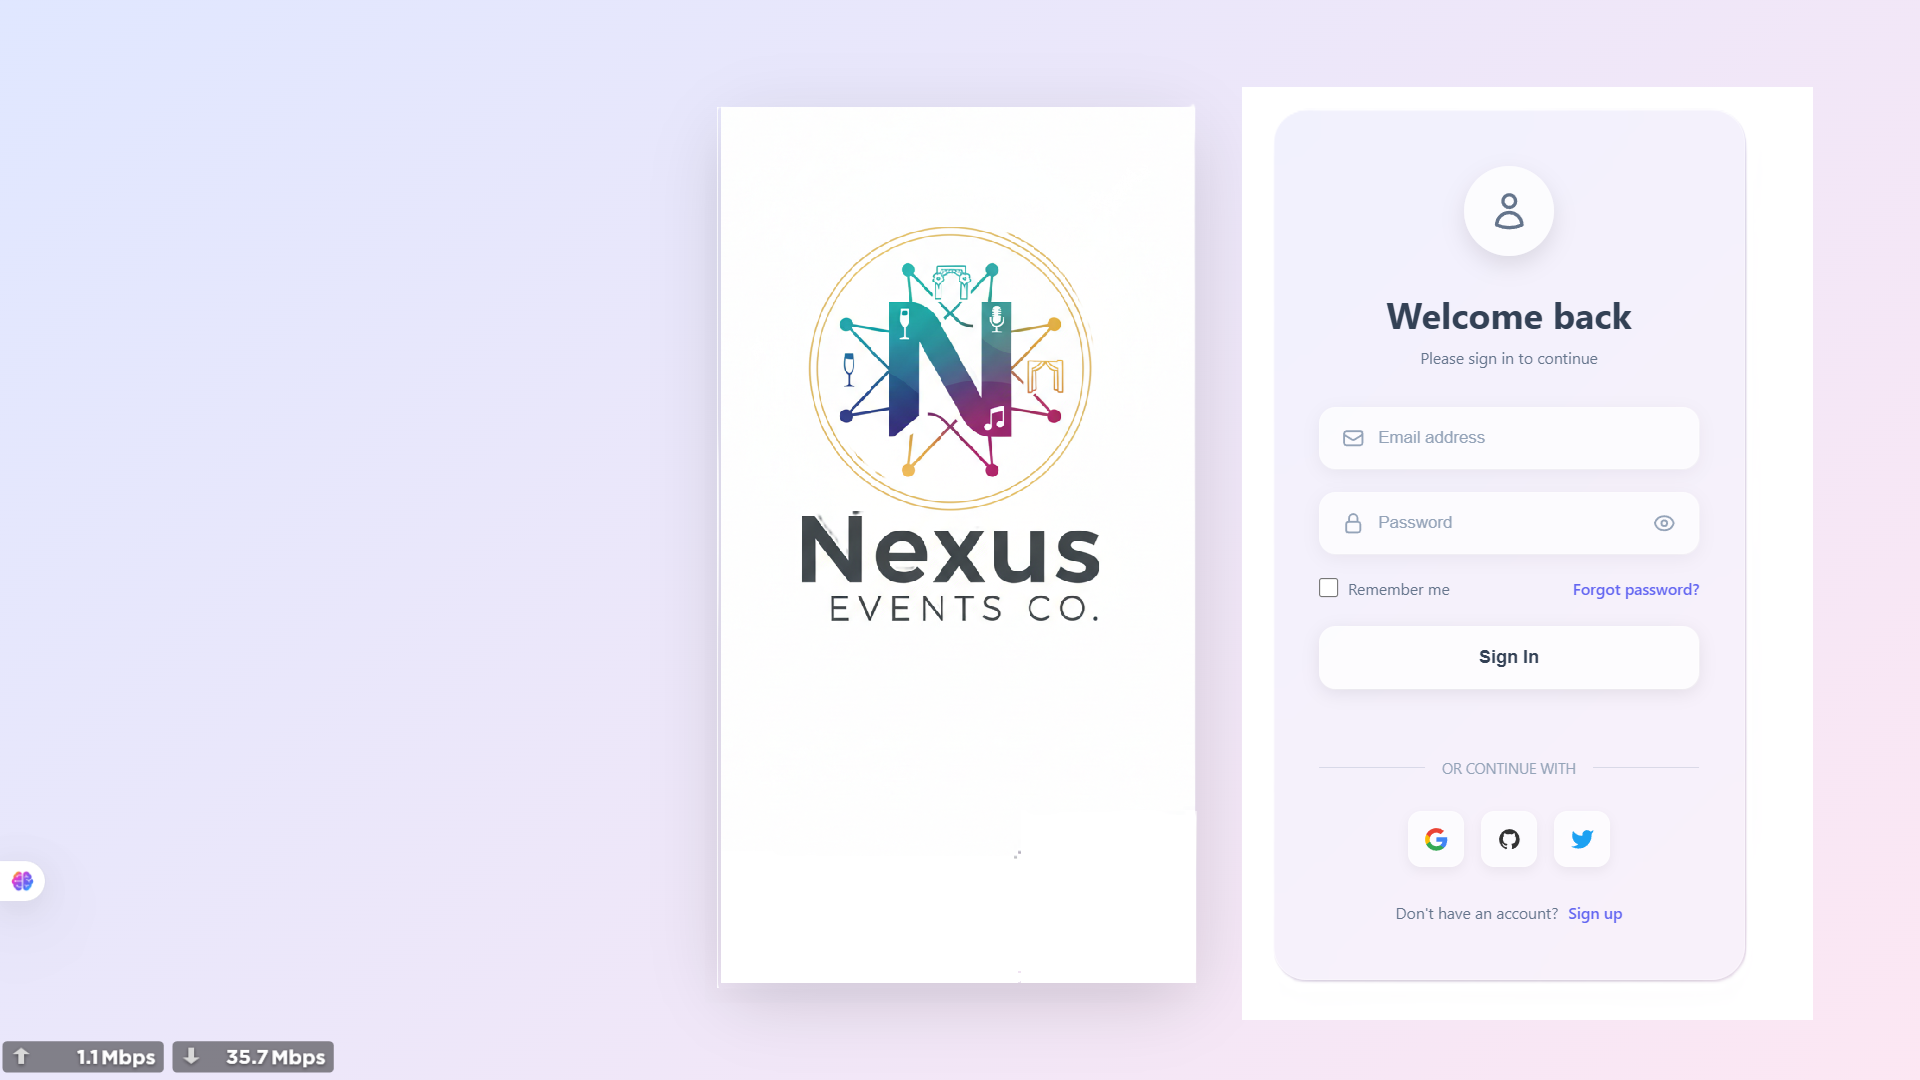 Nexus
EVENTS CO.
Welcome back
Please sign in to continue
Email address
Password
Remember me
Forgot password?
Sign In
OR CONTINUE WITH
Don't have an account? Sign up
1.1 Mbps
35.7 Mbps